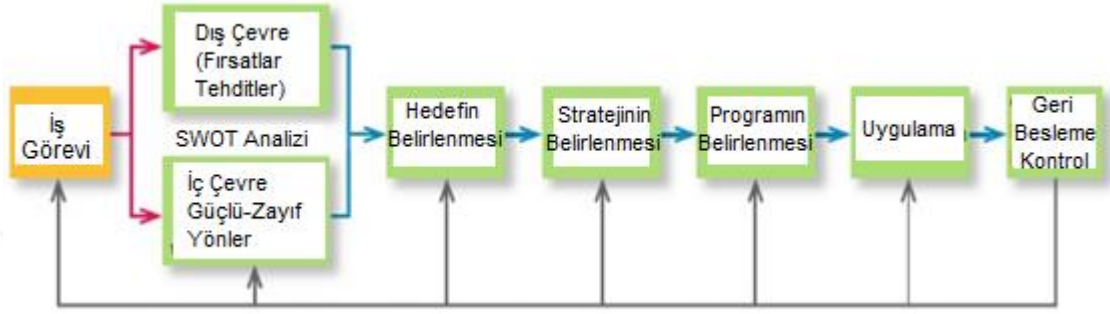 İş
Görevi
Dış Çevre
(Fırsatlar
Tehditler)
SWOT Analizi
İç Çevre
Güçlü-Zayıf
Yönler
Hedefin
Belirlenmesi
Stratejinin
Belirlenmesi
Programın
Belirlenmesi
Uygulama
Geri
Besleme
Kontrol